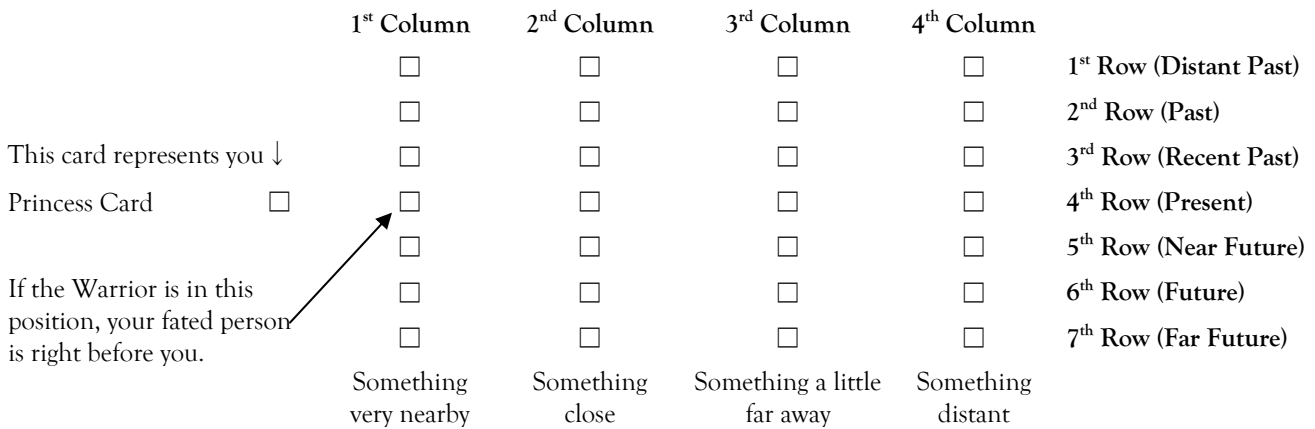 1st Column 2nd Column 3rd Column 4th Column
☐ ☐ ☐ ☐ 1st Row (Distant Past)
☐ ☐ ☐ ☐ 2nd Row (Past)
This card represents you ↓ ☐ ☐ ☐ ☐ 3rd Row (Recent Past)
Princess Card ☐ ☐ ☐ ☐ ☐ 4th Row (Present)
☐ ☐ ☐ ☐ 5th Row (Near Future)
If the Warrior is in this ☐ ☐ ☐ ☐ 6th Row (Future)
position, your fated person
is right before you. ☐ ☐ ☐ ☐ 7th Row (Far Future)
Something Something Something a little Something
very nearby close far away distant